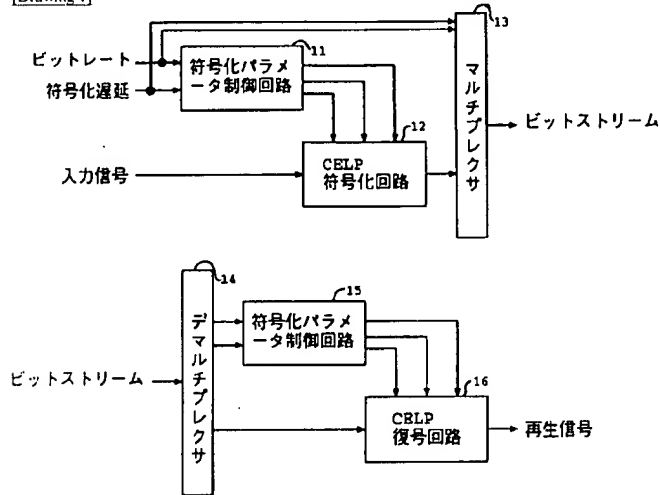 [Drawing 1]
ビットレート
符号化遅延
入力信号
11
符号化パラメ
ータ制御回路
12
CELP
符号化回路
13
マルチプレクサ
ビットストリーム
ビットストリーム
14
デマルチプレクサ
15
符号化パラメ
ータ制御回路
16
CELP
復号回路
再生信号